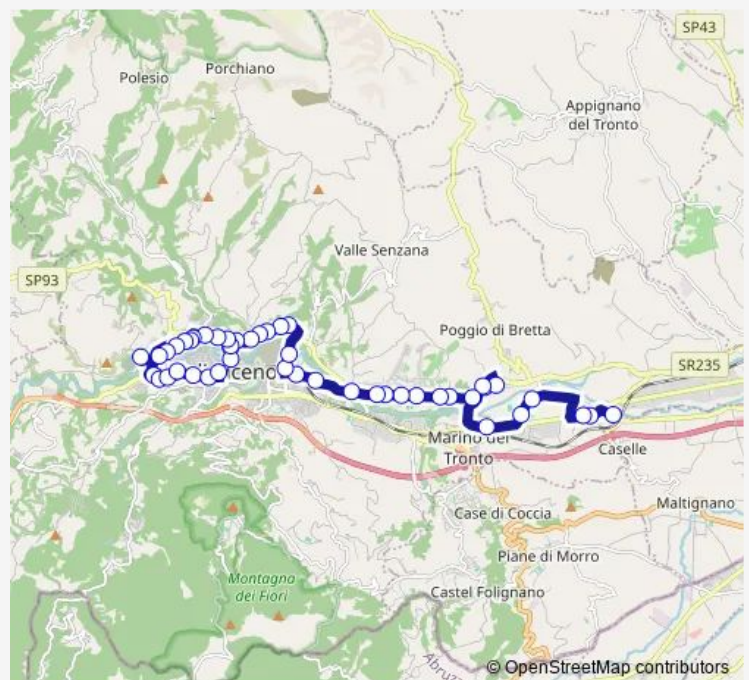 SP43
Polesio
Porchiano
Appignano
del Tronto
Valle Senzana
SP93
Poggio di Bretta
SR235
Marino del
Tronto
Caselle
Case di Coccia
Maltignano
Piane di Morro
Montagna
dei Fiori
Castel Folignano
© OpenStreetMap contributors